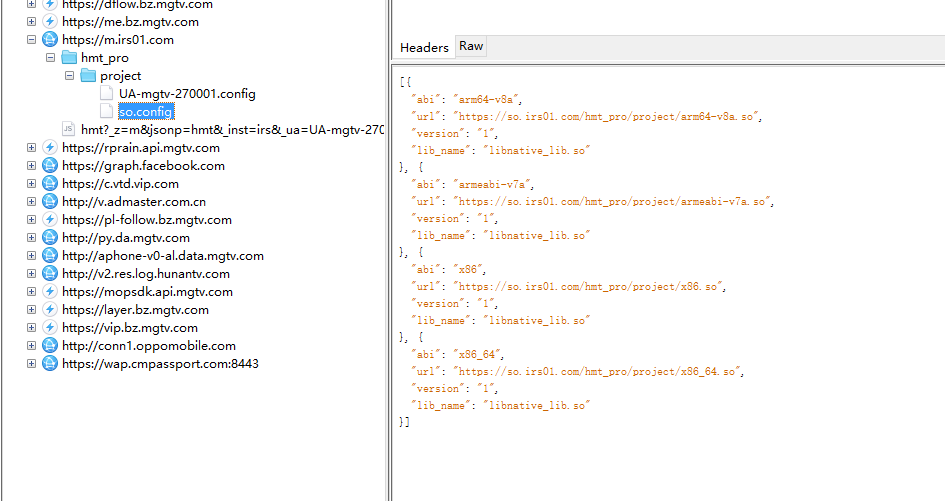 https://dflow.bz.mgtv.com
https://me.bz.mgtv.com
https://m.irs01.com
hmt_pro
project
UA-mgtv-270001.config
so.config
JS
hmt?_z=m&jsonp=hmt&_inst=irs&_ua=UA-mgtv-270
https://rprain.api.mgtv.com
https://graph.facebook.com
https://c.vtd.vip.com
http://v.admaster.com.cn
https://pl-follow.bz.mgtv.com
http://py.da.mgtv.com
http://aphone-v0-al.data.mgtv.com
http://v2.res.log.hunantv.com
https://mopsdk.api.mgtv.com
https://layer.bz.mgtv.com
https://vip.bz.mgtv.com
http://conn1.oppomobile.com
https://wap.cmpassport.com:8443
Headers Raw
[{
"abi": "arm64-v8a",
"url": "https://so.irs01.com/hmt_pro/project/arm64-v8a.so",
"version": "1",
"lib_name": "libnative_lib.so"
}, {
"abi": "armeabi-v7a",
"url": "https://so.irs01.com/hmt_pro/project/armeabi-v7a.so",
"version": "1",
"lib_name": "libnative_lib.so"
}, {
"abi": "x86",
"url": "https://so.irs01.com/hmt_pro/project/x86.so",
"version": "1",
"lib_name": "libnative_lib.so"
}, {
"abi": "x86_64",
"url": "https://so.irs01.com/hmt_pro/project/x86_64.so",
"version": "1",
"lib_name": "libnative_lib.so"
}]